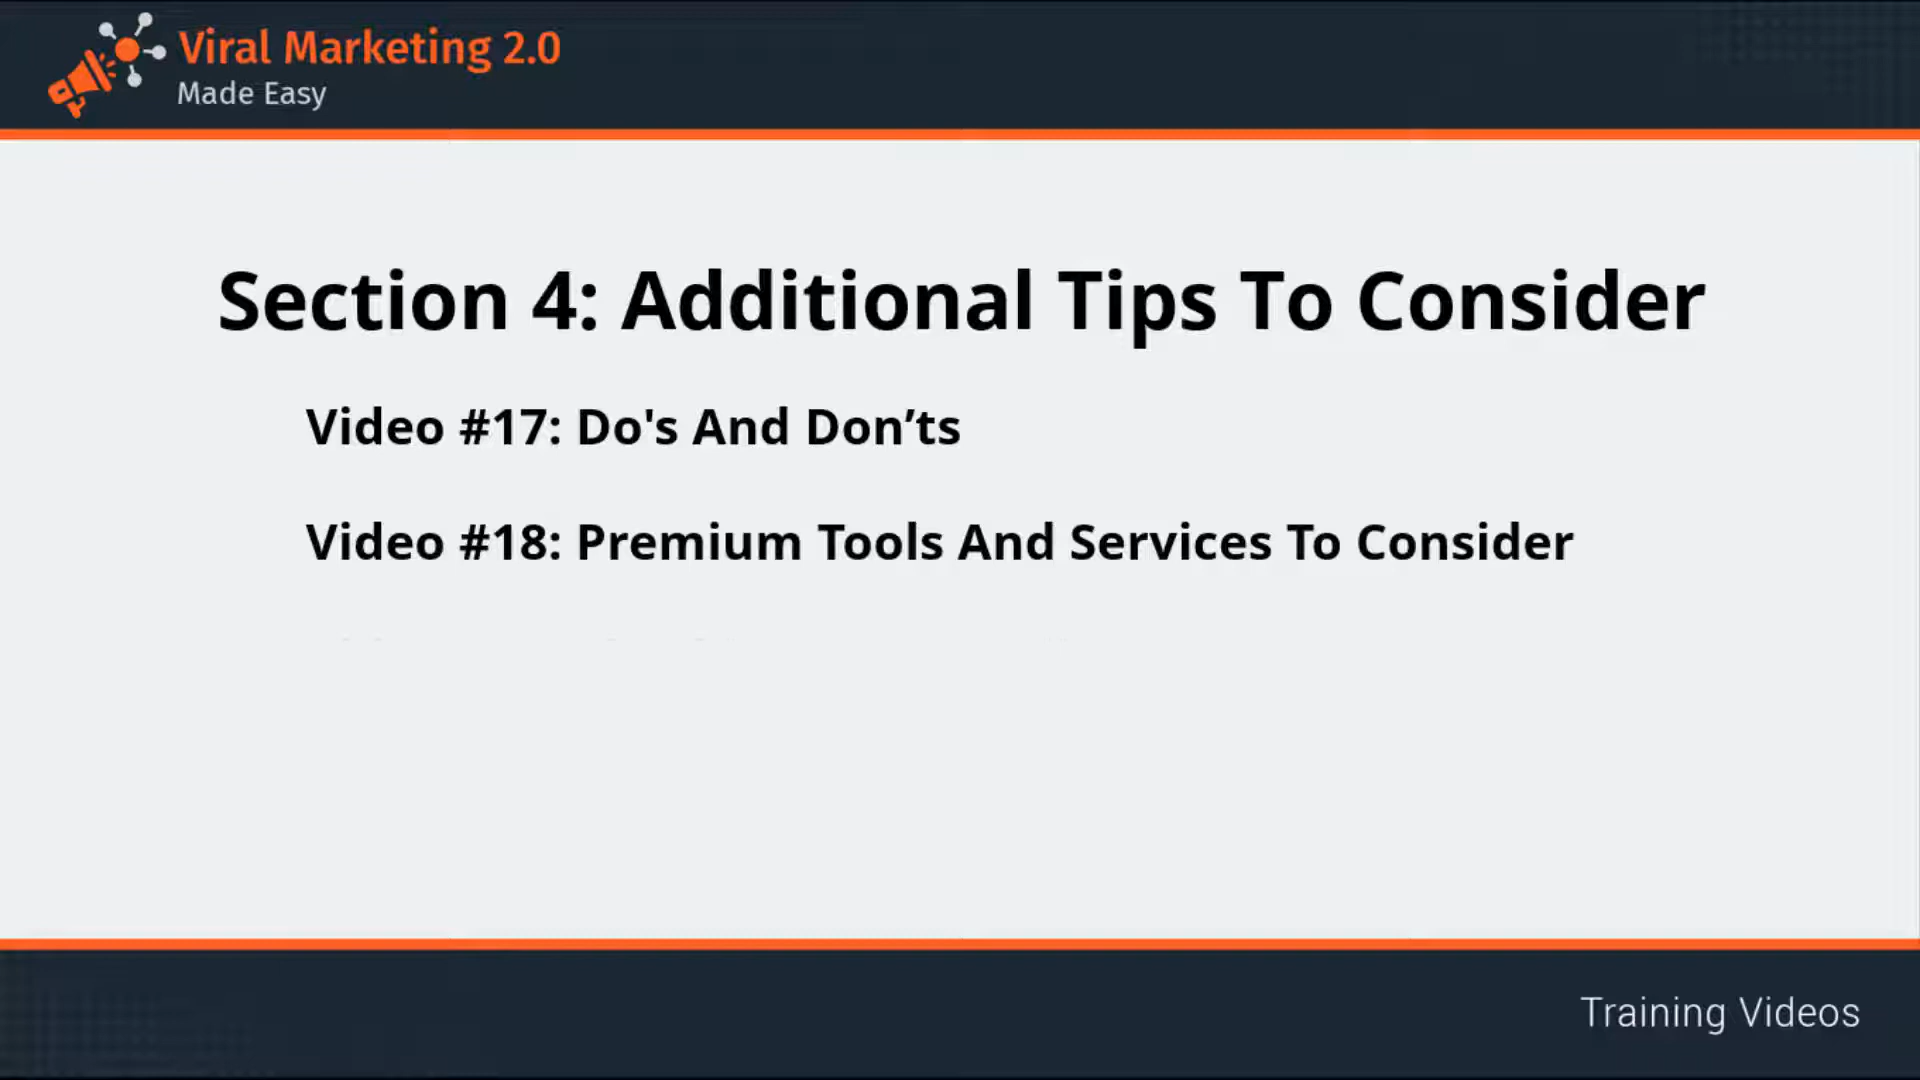 Viral Marketing 2.0
Made Easy
Section 4: Additional Tips To Consider
Video #17: Do's And Don’ts
Video #18: Premium Tools And Services To Consider
Training Videos